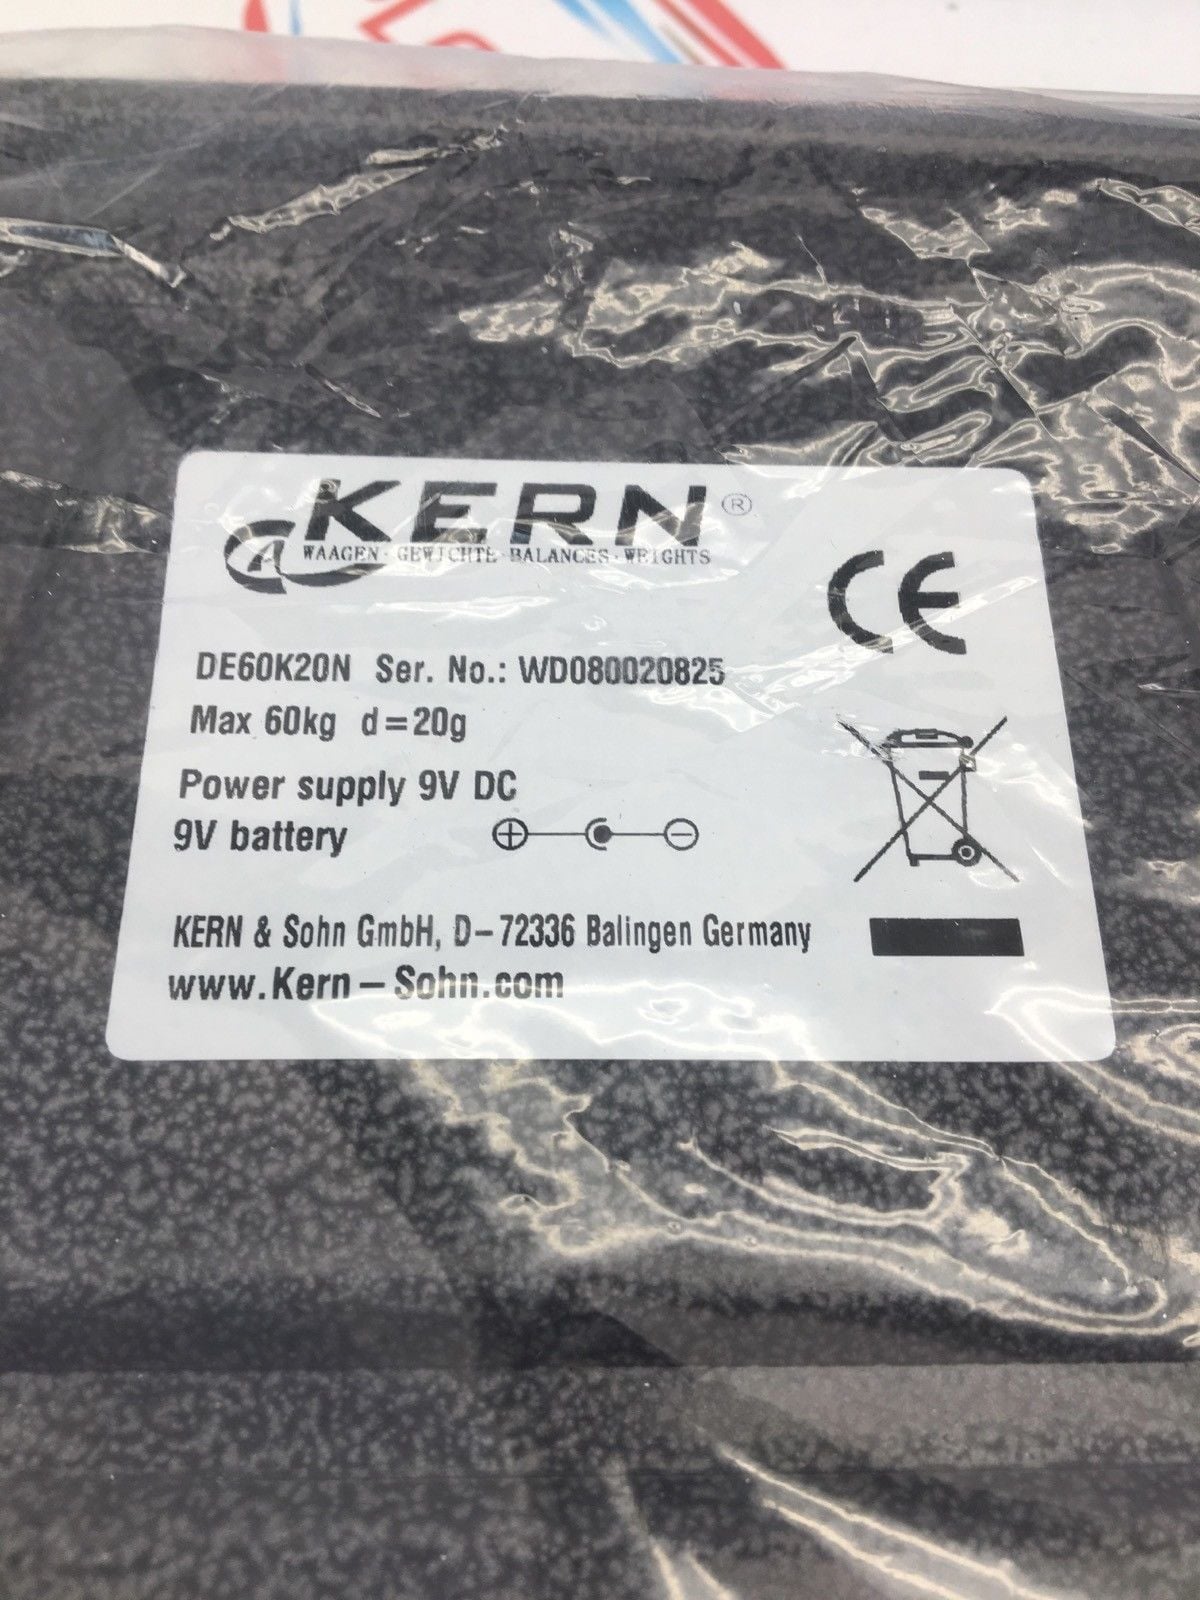 KERN ®
WAAGEN · GEWICHTE · BALANCES · WEIGHTS
CE
DE60K20N Ser. No.: WD080020825
Max 60kg d=20g
Power supply 9V DC
9V battery
KERN & Sohn GmbH, D-72336 Balingen Germany
www.Kern-Sohn.com